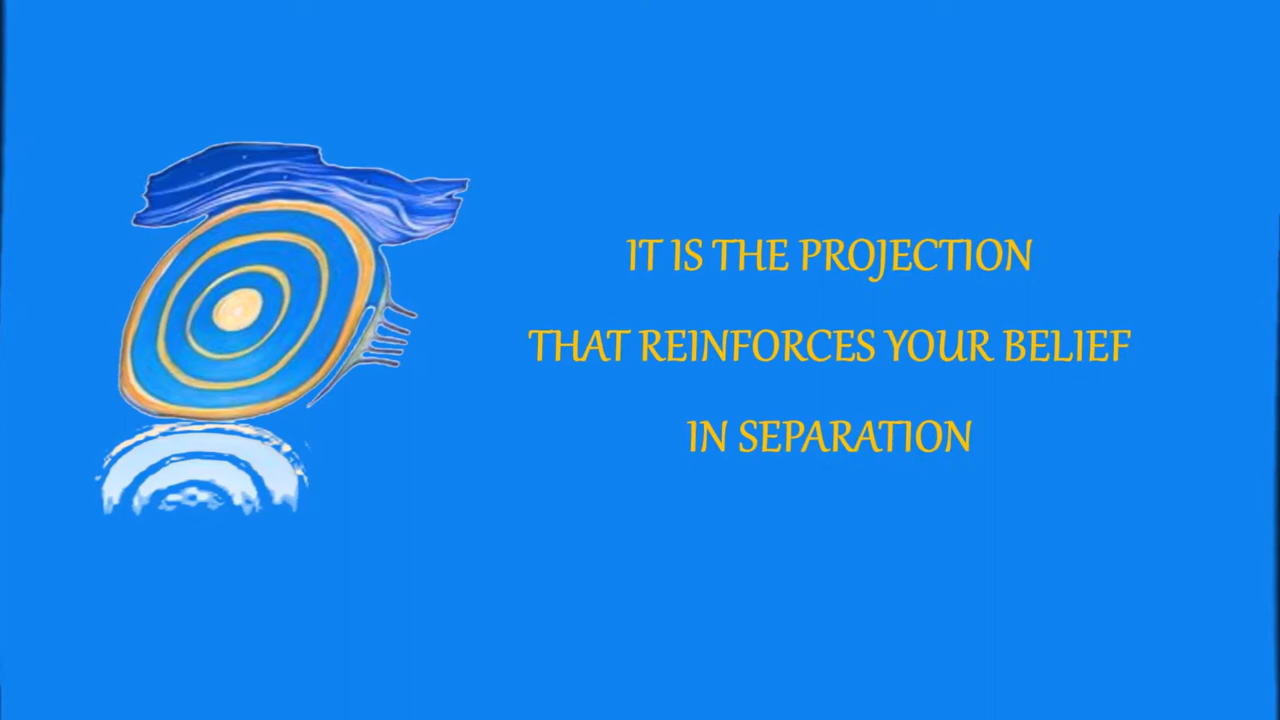 IT IS THE PROJECTION
THAT REINFORCES YOUR BELIEF
IN SEPARATION